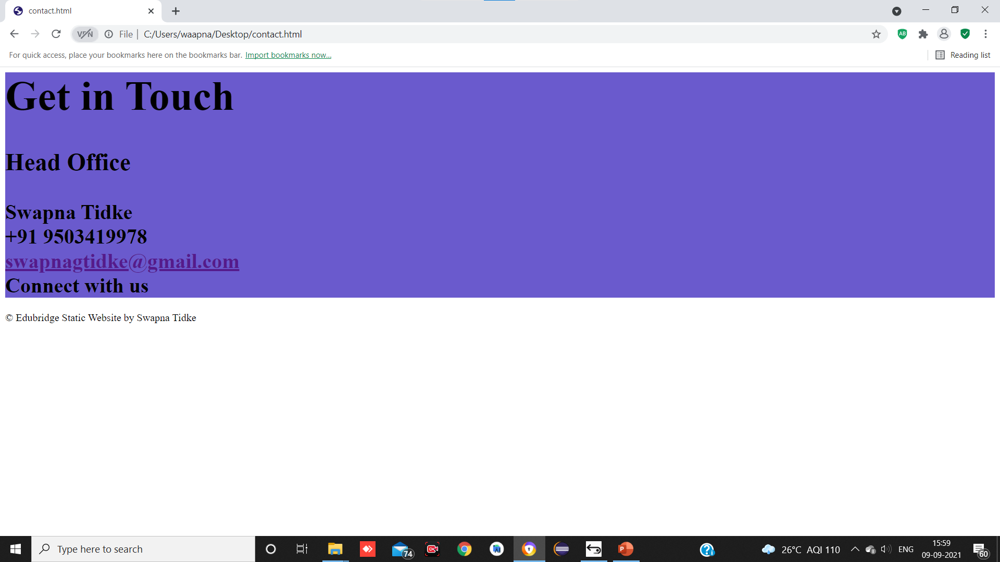 contact.html
VPN File C:/Users/waapna/Desktop/contact.html AB
For quick access, place your bookmarks here on the bookmarks bar. Import bookmarks now... Reading list
Get in Touch
Head Office
Swapna Tidke
+91 9503419978
swapnagtidke@gmail.com
Connect with us
© Edubridge Static Website by Swapna Tidke
Type here to search 74 P 26°C AQI 110 ENG 15:59
09-09-2021 60